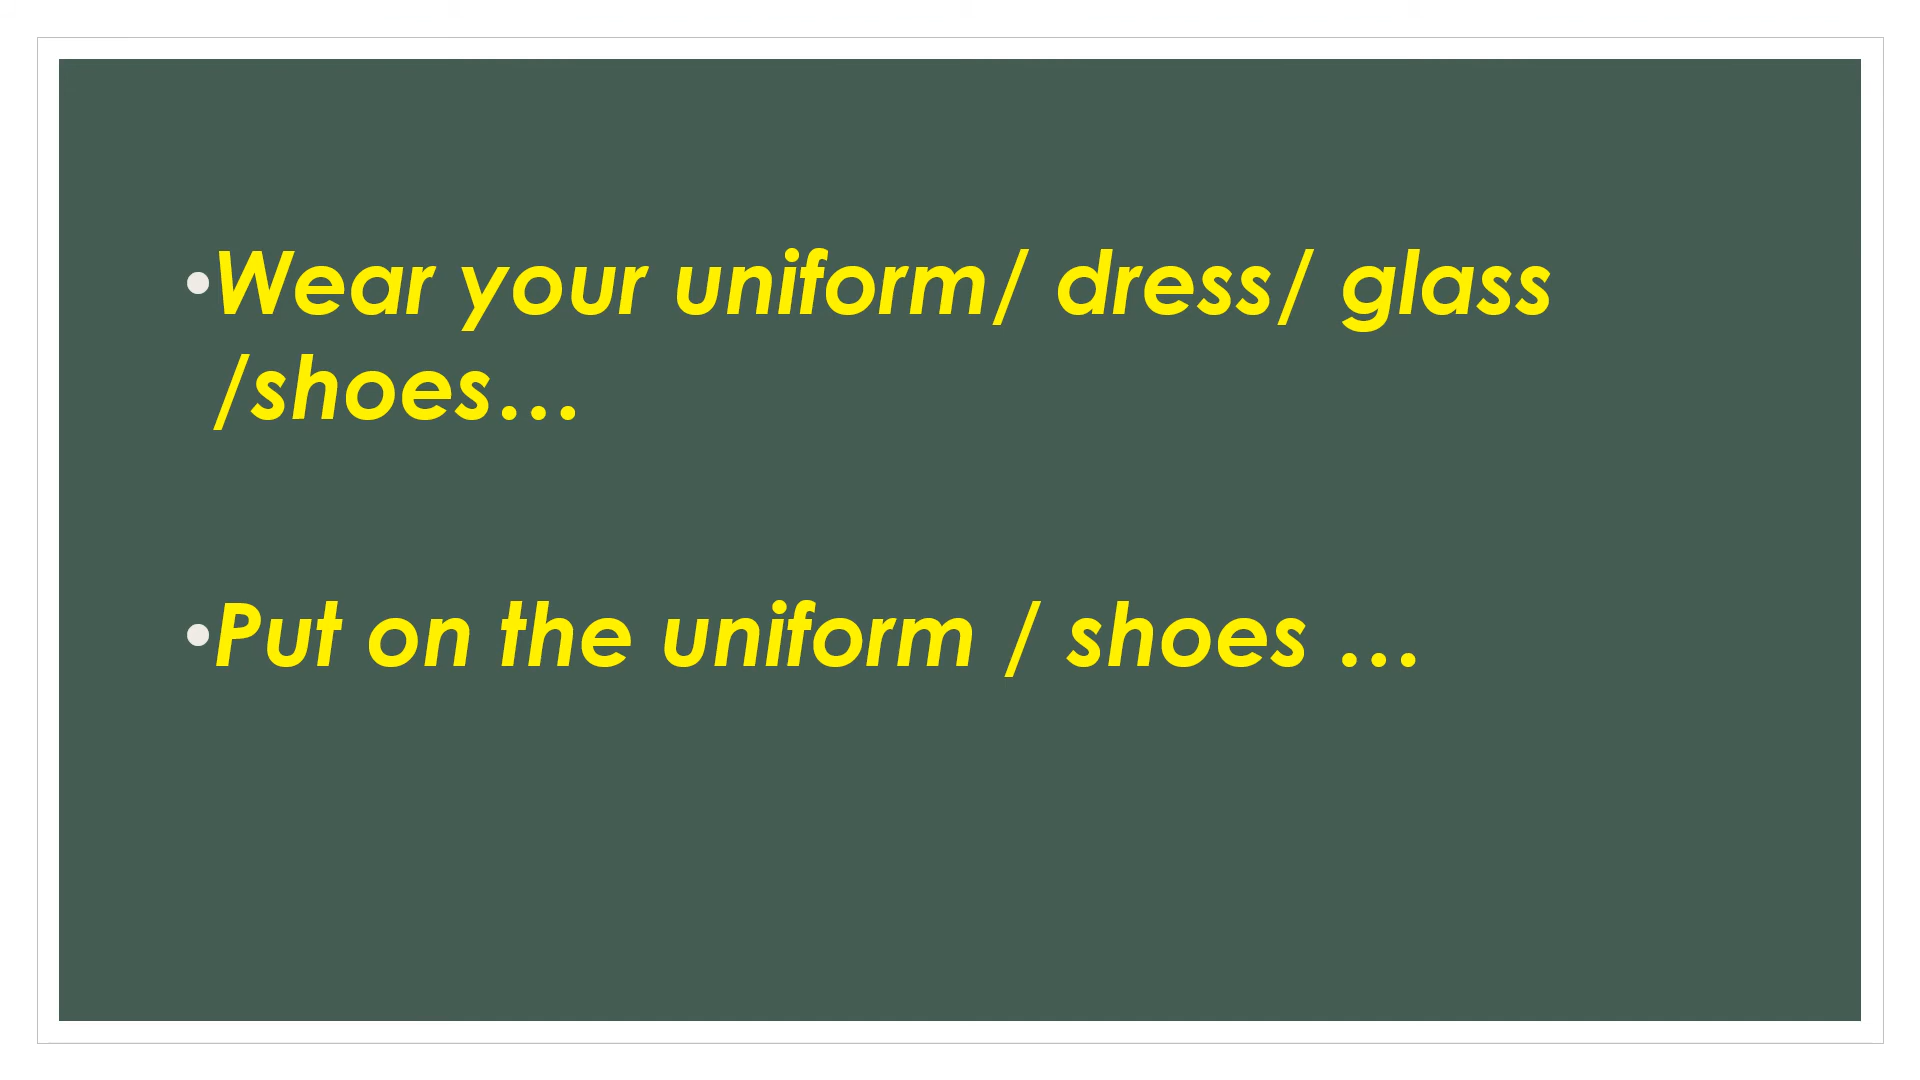 •Wear your uniform/ dress/ glass
/shoes…
•Put on the uniform / shoes …